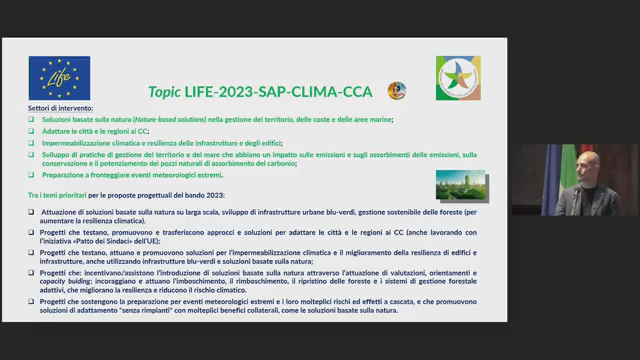 Life
Topic LIFE-2023-SAP-CLIMA-CCA
Settori di intervento:
Soluzioni basate sulla natura (Nature-based solutions) nella gestione del territorio, delle coste e delle aree marine;
Adattare le città e le regioni ai CC;
Impermeabilizzazione climatica e resilienza delle infrastrutture e degli edifici;
Sviluppo di pratiche di gestione del territorio e del mare che abbiano un impatto sulle emissioni e sugli assorbimenti delle emissioni, sulla
conservazione e il potenziamento dei pozzi naturali di assorbimento del carbonio;
Preparazione a fronteggiare eventi meteorologici estremi.
Tra i temi prioritari per le proposte progettuali del bando 2023:
Attuazione di soluzioni basate sulla natura su larga scala, sviluppo di infrastrutture urbane blu-verdi, gestione sostenibile delle foreste (per
aumentare la resilienza climatica).
Progetti che testano, promuovono e trasferiscono approcci e soluzioni per adattare le città e le regioni ai CC (anche lavorando con
l'iniziativa «Patto dei Sindaci» dell'UE);
Progetti che testano, attuano e promuovono soluzioni per l'impermeabilizzazione climatica e il miglioramento della resilienza di edifici e
infrastrutture, anche utilizzando infrastrutture blu-verdi e soluzioni basate sulla natura;
Progetti che: incentivano/assistono l'introduzione di soluzioni basate sulla natura attraverso l'attuazione di valutazioni, orientamenti e
capacity buiding; incoraggiano e attuano l'imboschimento, il rimboschimento, il ripristino delle foreste e i sistemi di gestione forestale
adattivi, che migliorano la resilienza e riducono il rischio climatico.
Progetti che sostengono la preparazione per eventi meteorologici estremi e i loro molteplici rischi ed effetti a cascata, e che promuovono
soluzioni di adattamento "senza rimpianti" con molteplici benefici collaterali, come le soluzioni basate sulla natura.